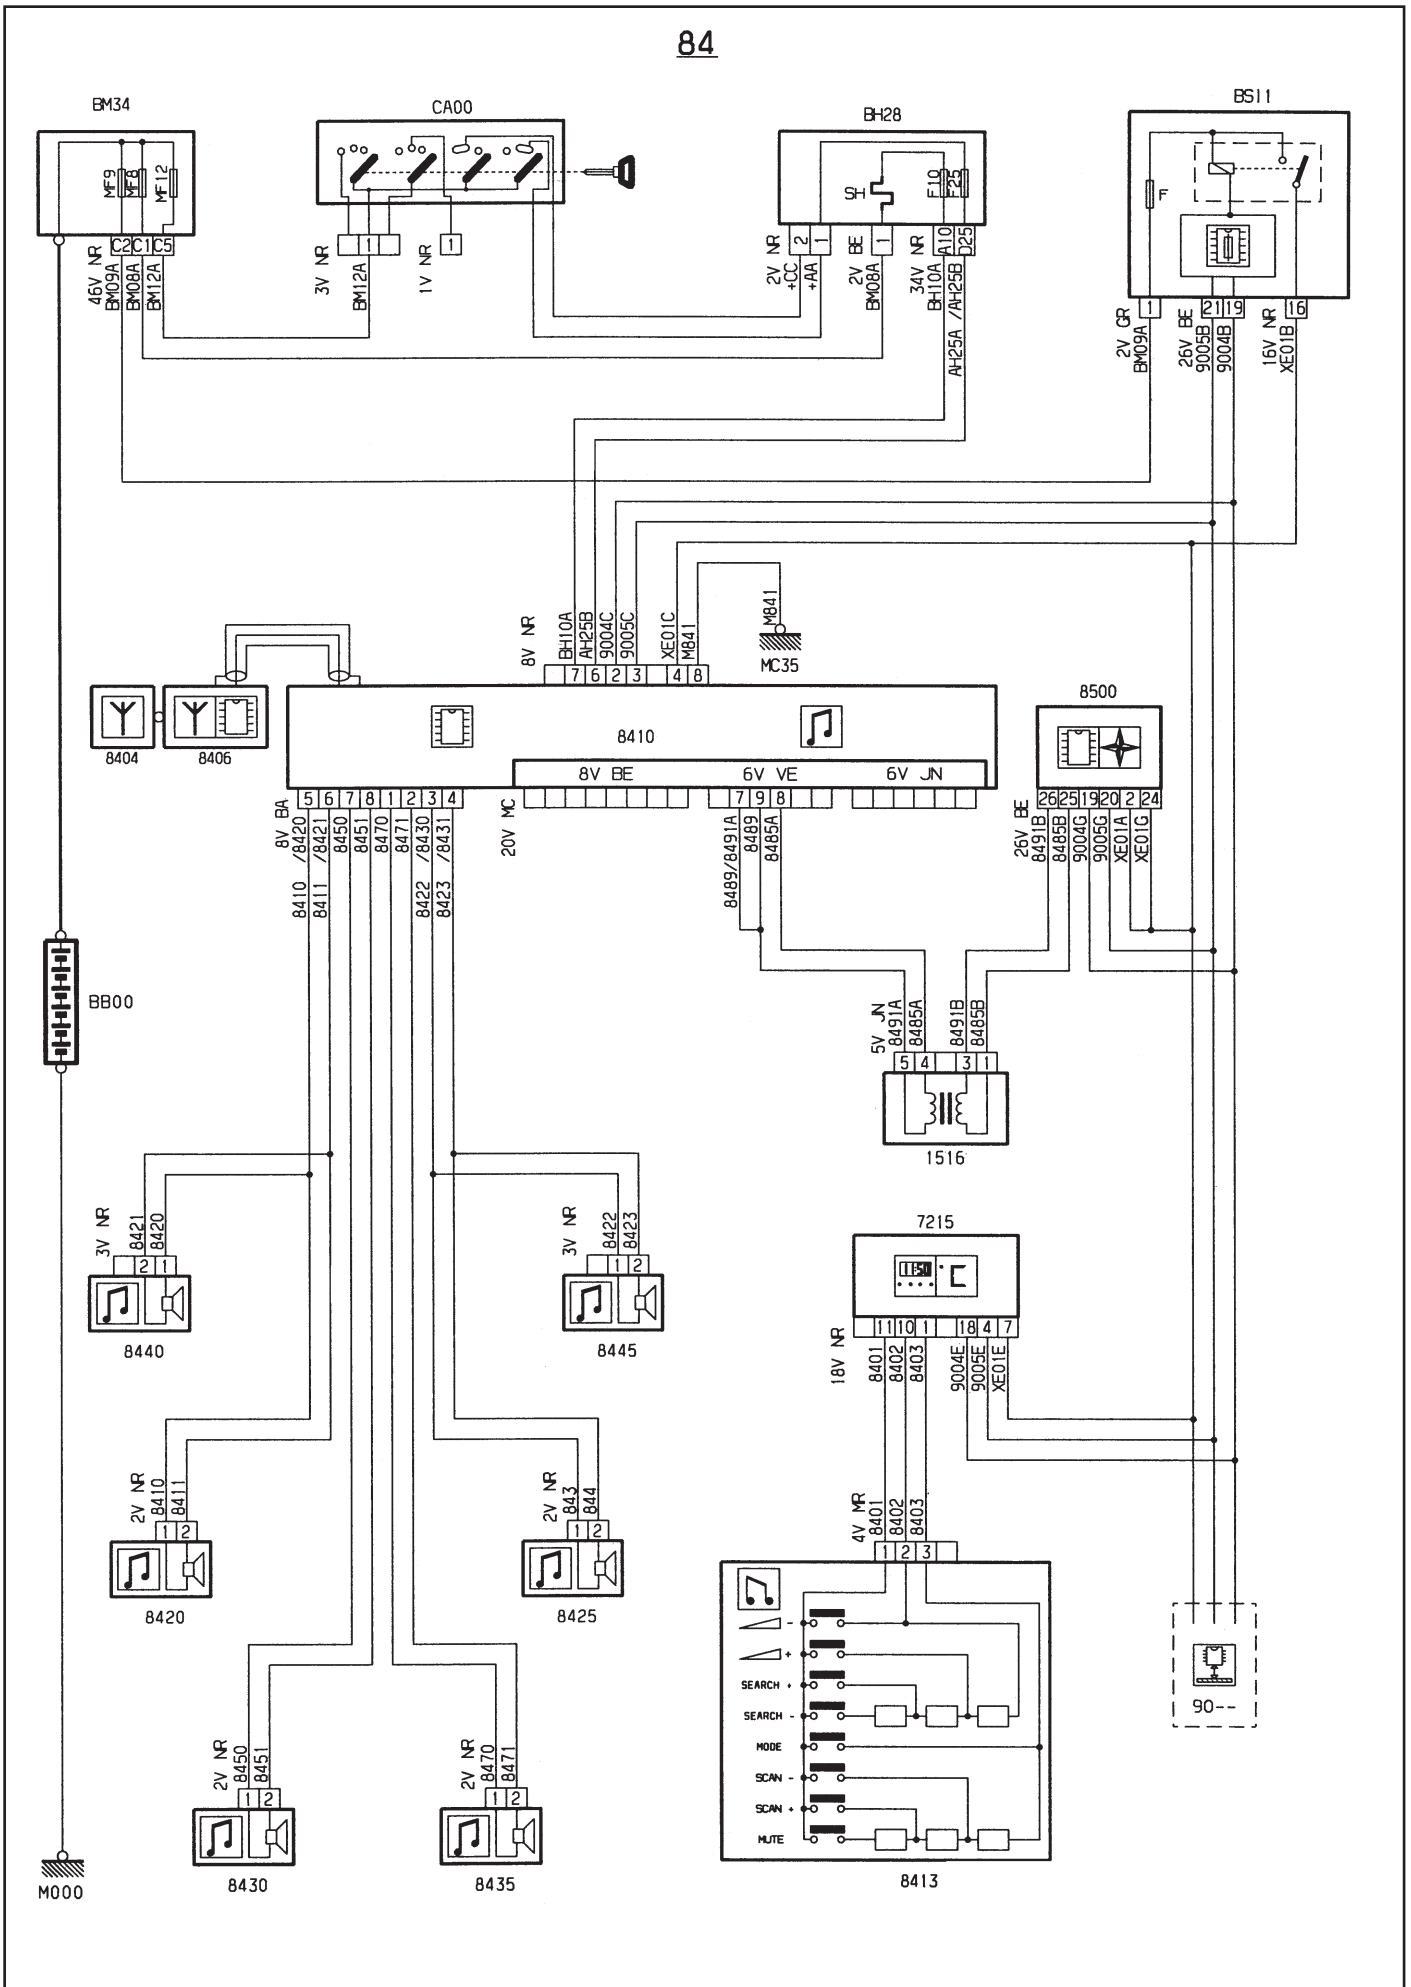 84
BM34
CA00
BH28
BSI1
MF9
MF8
MF12
SH
F10
F25
F
C2 C1 C5
1
1
2 1
1
A10 D25
1
21 19
16
46V NR
BM09A
BM08A
BM12A
3V NR
BM12A
1V NR
2V NR
+CC
+AA
2V BE
BM08A
34V NR
BH10A
AH25A /AH25B
2V GR
BM09A
26V BE
9005B
9004B
16V NR
XE01B
8V NR
BH10A
AH25B
9004C
9005C
XE01C
M841
M841
MC35
7 6 2 3 4 8
8404
8406
8410
8V BE
6V VE
6V JN
8500
5 6 7 8 1 2 3 4
7 9 8
26 25 19 20 2 24
8V BA
8410 /8420
8411 /8421
8450
8451
8470
8471
8422 /8430
8423 /8431
20V MC
8489/8491A
8489
8485A
26V BE
8491B
8485B
9004G
9005G
XE01A
XE01G
BB00
5V JN
8491A
8485A
8491B
8485B
5 4 3 1
1516
3V NR
8421
8420
2 1
8440
3V NR
8422
8423
1 2
8445
7215
11:50
°C
11 10 1 18 4 7
18V NR
8401
8402
8403
9004E
9005E
XE01E
2V NR
8410
8411
1 2
8420
2V NR
843
844
1 2
8425
4V MR
8401
8402
8403
1 2 3
-
+
SEARCH +
SEARCH -
MODE
SCAN -
SCAN +
MUTE
8413
90--
2V NR
8450
8451
1 2
8430
2V NR
8470
8471
1 2
8435
M000